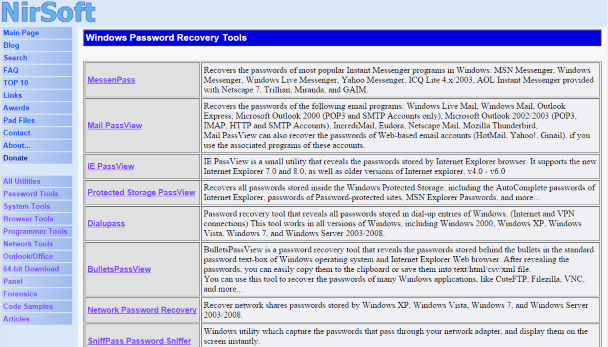 NirSoft
Main Page
Blog
Search
FAQ
TOP 10
Links
Awards
Pad Files
Contact
About...
Donate
All Utilities
Password Tools
System Tools
Browser Tools
Programmer Tools
Network Tools
Outlook/Office
64-bit Download
Panel
Forensics
Code Samples
Articles
Windows Password Recovery Tools
MessenPass
Recovers the passwords of most popular Instant Messenger programs in Windows: MSN Messenger, Windows
Messenger, Windows Live Messenger, Yahoo Messenger, ICQ Lite 4.x/2003, AOL Instant Messenger provided
with Netscape 7, Trillian, Miranda, and GAIM.
Mail PassView
Recovers the passwords of the following email programs: Windows Live Mail, Windows Mail, Outlook
Express, Microsoft Outlook 2000 (POP3 and SMTP Accounts only), Microsoft Outlook 2002/2003 (POP3,
IMAP, HTTP and SMTP Accounts), IncrediMail, Eudora, Netscape Mail, Mozilla Thunderbird,
Mail PassView can also recover the passwords of Web-based email accounts (HotMail, Yahoo!, Gmail), if you
use the associated programs of these accounts.
IE PassView
IE PassView is a small utility that reveals the passwords stored by Internet Explorer browser. It supports the new
Internet Explorer 7.0 and 8.0, as well as older versions of Internet explorer, v4.0 - v6.0
Protected Storage PassView
Recovers all passwords stored inside the Windows Protected Storage, including the AutoComplete passwords of
Internet Explorer, passwords of Password-protected sites, MSN Explorer Passwords, and more...
Dialupass
Password recovery tool that reveals all passwords stored in dial-up entries of Windows. (Internet and VPN
connections) This tool works in all versions of Windows, including Windows 2000, Windows XP, Windows
Vista, Windows 7, and Windows Server 2003/2008.
BulletsPassView
BulletsPassView is a password recovery tool that reveals the passwords stored behind the bullets in the standard
password text-box of Windows operating system and Internet Explorer Web browser. After revealing the
passwords, you can easily copy them to the clipboard or save them into text/html/csv/xml file.
You can use this tool to recover the passwords of many Windows applications, like CuteFTP, Filezilla, VNC,
and more...
Network Password Recovery
Recover network shares passwords stored by Windows XP, Windows Vista, Windows 7, and Windows Server
2003/2008.
SniffPass Password Sniffer
Windows utility which capture the passwords that pass through your network adapter, and display them on the
screen instantly.